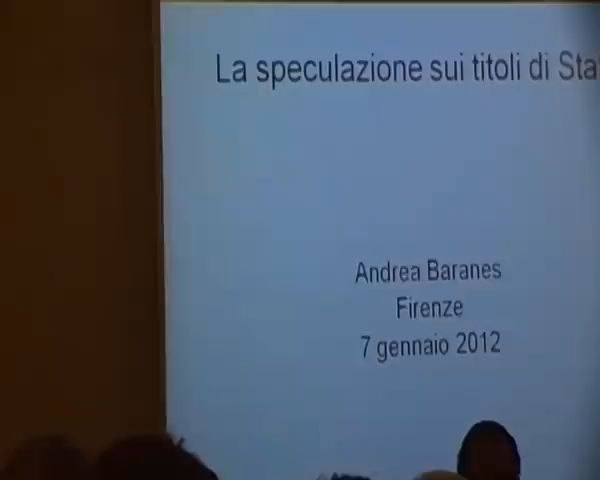 La speculazione sui titoli di Sta
Andrea Baranes
Firenze
7 gennaio 2012